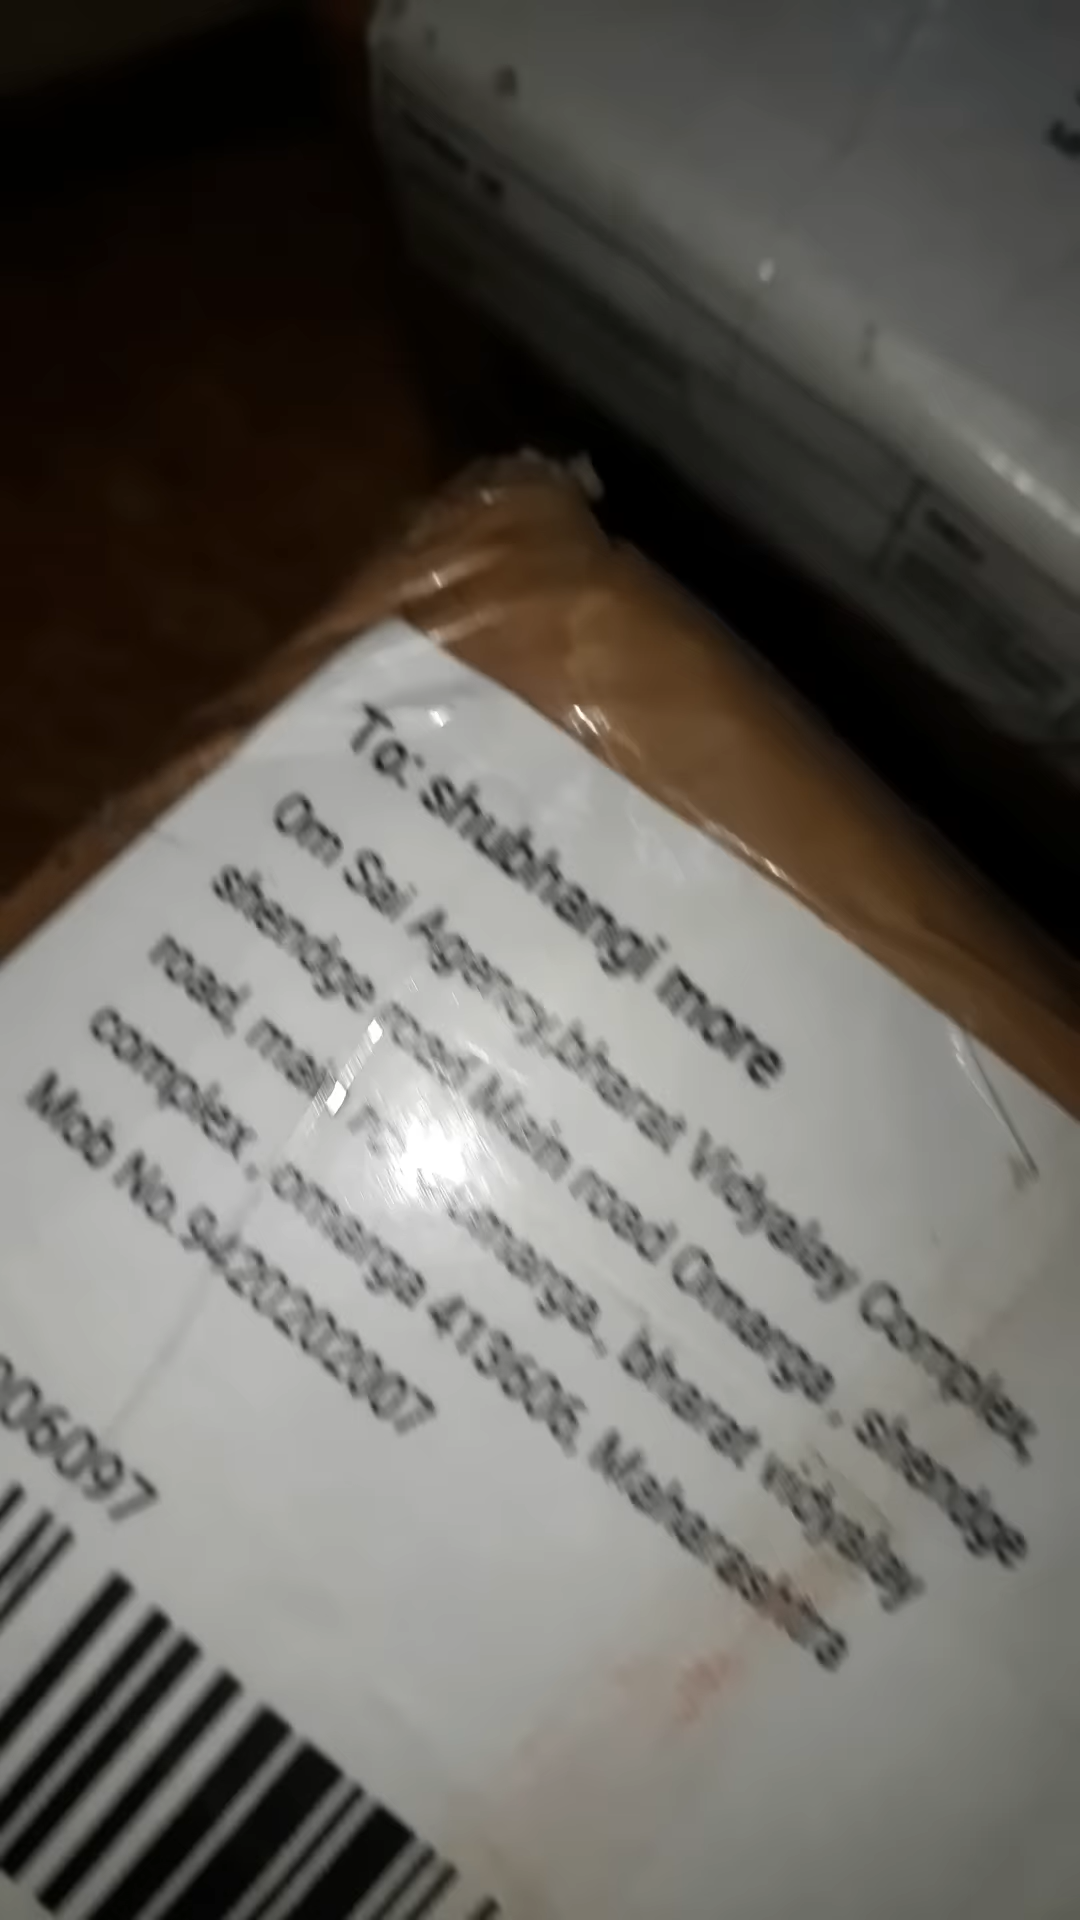 To: shubhangi more
Om Sai Agency,bharat Vidyalay Complex,
shendge road Main road Omerga, shendge
road, main omerga,, bharat vidyalay
complex, omerga 413606, Maharashtra
Mob No.9420202007
006097